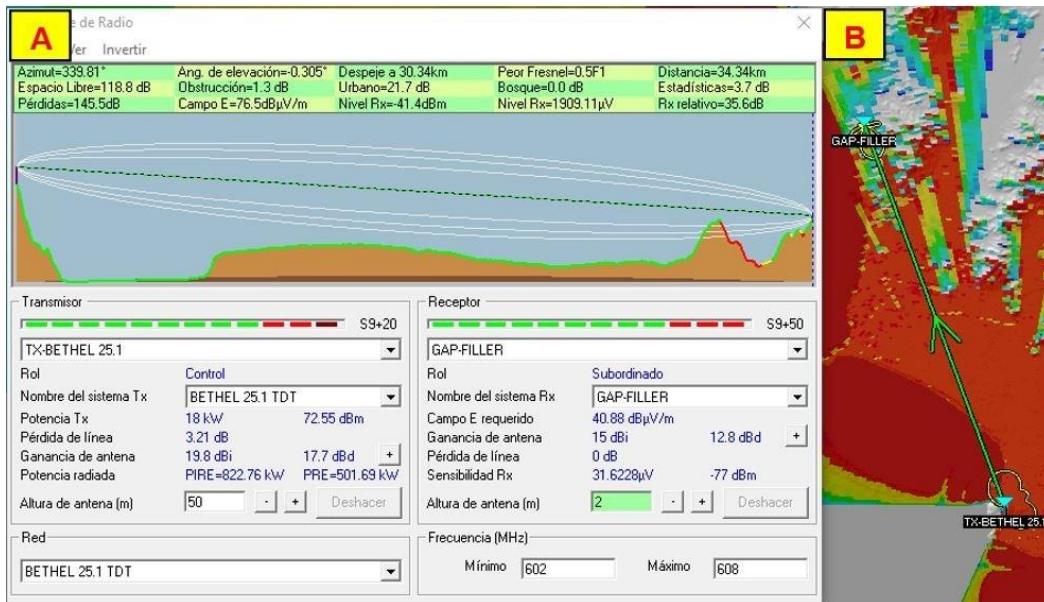 A
e de Radio
Ver Invertir
Azimut=339.81° Ang. de elevación=-0.305° Despeje a 30.34km Peor Fresnel=0.5F1 Distancia=34.34km
Espacio Libre=118.8 dB Obstrucción=1.3 dB Urbano=21.7 dB Bosque=0.0 dB Estadísticas=3.7 dB
Pérdidas=145.5dB Campo E=76.5dBµV/m Nivel Rx=-41.4dBm Nivel Rx=1909.11µV Rx relativo=35.6dB
Transmisor
S9+20
TX-BETHEL 25.1
Rol Control
Nombre del sistema Tx BETHEL 25.1 TDT
Potencia Tx 18 kW 72.55 dBm
Pérdida de línea 3.21 dB
Ganancia de antena 19.8 dBi 17.7 dBd +
Potencia radiada PIRE=822.76 kW PRE=501.69 kW
Altura de antena (m) 50 - + Deshacer
Red
BETHEL 25.1 TDT
Receptor
S9+50
GAP-FILLER
Rol Subordinado
Nombre del sistema Rx GAP-FILLER
Campo E requerido 40.88 dBµV/m
Ganancia de antena 15 dBi 12.8 dBd +
Pérdida de línea 0 dB
Sensibilidad Rx 31.6228µV -77 dBm
Altura de antena (m) 2 - + Deshacer
Frecuencia (MHz)
Mínimo 602 Máximo 608
B
GAP-FILLER
TX-BETHEL 25.1